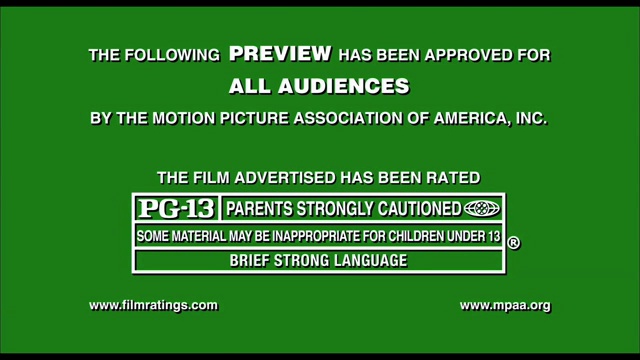 THE FOLLOWING PREVIEW HAS BEEN APPROVED FOR
ALL AUDIENCES
BY THE MOTION PICTURE ASSOCIATION OF AMERICA, INC.
THE FILM ADVERTISED HAS BEEN RATED
PG-13 PARENTS STRONGLY CAUTIONED
SOME MATERIAL MAY BE INAPPROPRIATE FOR CHILDREN UNDER 13 ®
BRIEF STRONG LANGUAGE
www.filmratings.com www.mpaa.org